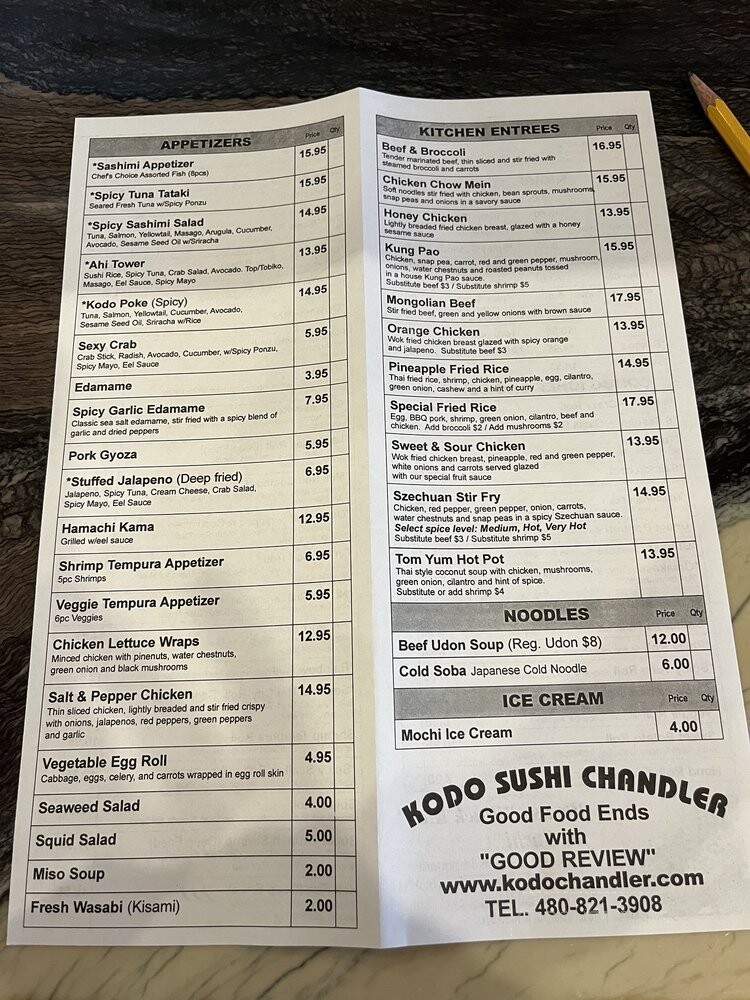 APPETIZERS Price Qty
*Sashimi Appetizer 15.95
Chef's Choice Assorted Fish (8pcs)
*Spicy Tuna Tataki 15.95
Seared Fresh Tuna w/Spicy Ponzu
*Spicy Sashimi Salad 14.95
Tuna, Salmon, Yellowtail, Masago, Arugula, Cucumber,
Avocado, Sesame Seed Oil w/Sriracha
*Ahi Tower 13.95
Sushi Rice, Spicy Tuna, Crab Salad, Avocado. Top/Tobiko,
Masago, Eel Sauce, Spicy Mayo
*Kodo Poke (Spicy) 14.95
Tuna, Salmon, Yellowtail, Cucumber, Avocado,
Sesame Seed Oil, Sriracha w/Rice
Sexy Crab 5.95
Crab Stick, Radish, Avocado, Cucumber, w/Spicy Ponzu,
Spicy Mayo, Eel Sauce
Edamame 3.95
Spicy Garlic Edamame 7.95
Classic sea salt edamame, stir fried with a spicy blend of
garlic and dried peppers
Pork Gyoza 5.95
*Stuffed Jalapeno (Deep fried) 6.95
Jalapeno, Spicy Tuna, Cream Cheese, Crab Salad,
Spicy Mayo, Eel Sauce
Hamachi Kama 12.95
Grilled w/eel sauce
Shrimp Tempura Appetizer 6.95
5pc Shrimps
Veggie Tempura Appetizer 5.95
6pc Veggies
Chicken Lettuce Wraps 12.95
Minced chicken with pinenuts, water chestnuts,
green onion and black mushrooms
Salt & Pepper Chicken 14.95
Thin sliced chicken, lightly breaded and stir fried crispy
with onions, jalapenos, red peppers, green peppers
and garlic
Vegetable Egg Roll 4.95
Cabbage, eggs, celery, and carrots wrapped in egg roll skin
Seaweed Salad 4.00
Squid Salad 5.00
Miso Soup 2.00
Fresh Wasabi (Kisami) 2.00
KITCHEN ENTREES Price Qty
Beef & Broccoli 16.95
Tender marinated beef, thin sliced and stir fried with
steamed broccoli and carrots
Chicken Chow Mein 15.95
Soft noodles stir fried with chicken, bean sprouts, mushrooms,
snap peas and onions in a savory sauce
Honey Chicken 13.95
Lightly breaded fried chicken breast, glazed with a honey
sesame sauce
Kung Pao 15.95
Chicken, snap pea, carrot, red and green pepper, mushroom,
onions, water chestnuts and roasted peanuts tossed
in a house Kung Pao sauce.
Substitute beef $3 / Substitute shrimp $5
Mongolian Beef 17.95
Stir fried beef, green and yellow onions with brown sauce
Orange Chicken 13.95
Wok fried chicken breast glazed with spicy orange
and jalapeno. Substitute beef $3
Pineapple Fried Rice 14.95
Thai fried rice, shrimp, chicken, pineapple, egg, cilantro,
green onion, cashew and a hint of curry
Special Fried Rice 17.95
Egg, BBQ pork, shrimp, green onion, cilantro, beef and
chicken. Add broccoli $2 / Add mushrooms $2
Sweet & Sour Chicken 13.95
Wok fried chicken breast, pineapple, red and green pepper,
white onions and carrots served glazed
with our special fruit sauce
Szechuan Stir Fry 14.95
Chicken, red pepper, green pepper, onion, carrots,
water chestnuts and snap peas in a spicy Szechuan sauce.
Select spice level: Medium, Hot, Very Hot
Substitute beef $3 / Substitute shrimp $5
Tom Yum Hot Pot 13.95
Thai style coconut soup with chicken, mushrooms,
green onion, cilantro and hint of spice.
Substitute or add shrimp $4
NOODLES Price Qty
Beef Udon Soup (Reg. Udon $8) 12.00
Cold Soba Japanese Cold Noodle 6.00
ICE CREAM Price Qty
Mochi Ice Cream 4.00
KODO SUSHI CHANDLER
Good Food Ends
with
"GOOD REVIEW"
www.kodochandler.com
TEL. 480-821-3908